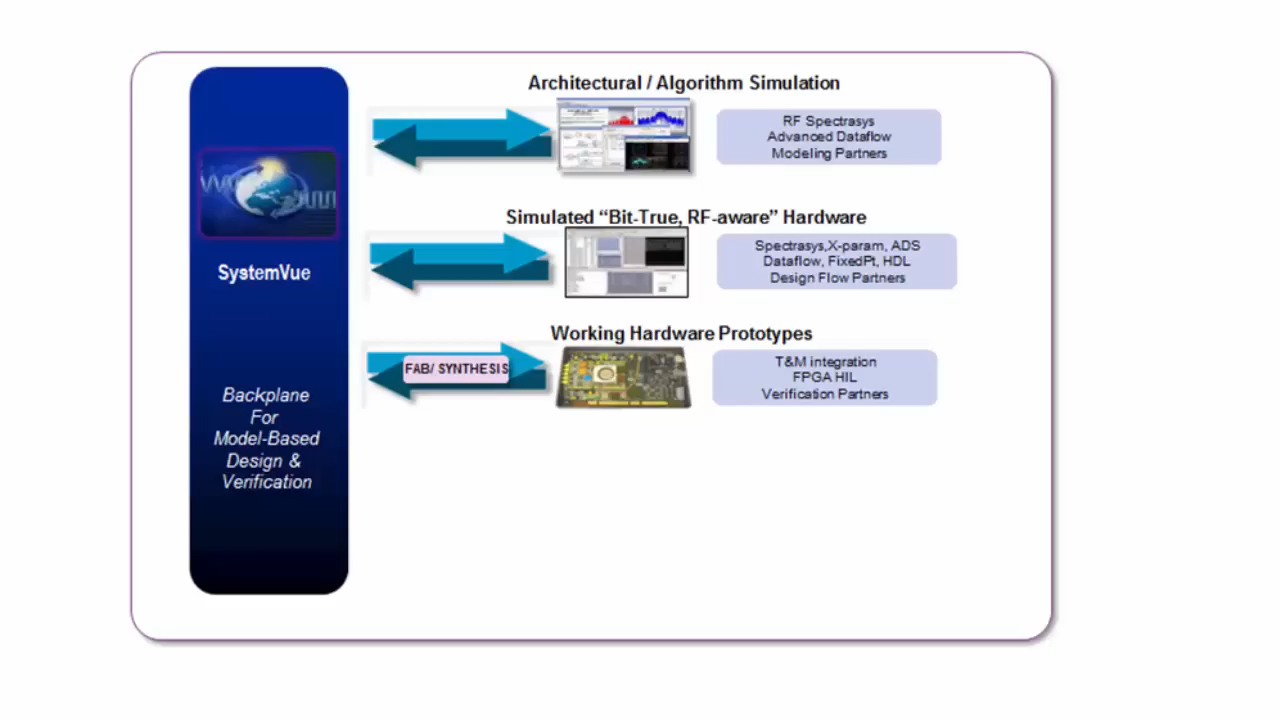 Architectural / Algorithm Simulation
RF Spectrasys
Advanced Dataflow
Modeling Partners
Simulated “Bit-True, RF-aware” Hardware
Spectrasys,X-param, ADS
Dataflow, FixedPt, HDL
Design Flow Partners
SystemVue
Working Hardware Prototypes
FAB/ SYNTHESIS
T&M integration
FPGA HIL
Verification Partners
Backplane
For
Model-Based
Design &
Verification